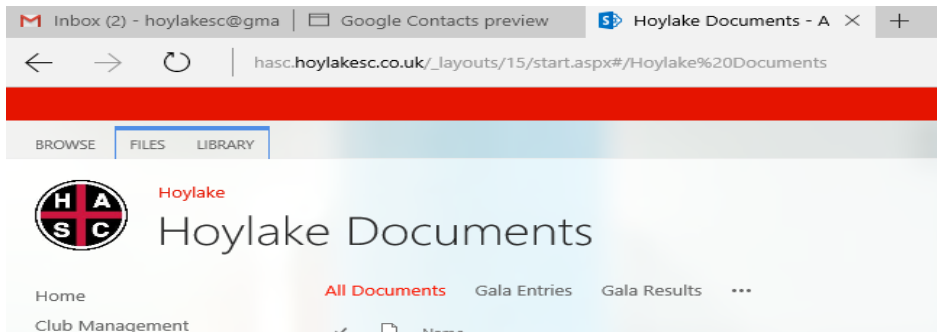 Inbox (2) - hoylakesc@gma Google Contacts preview Hoylake Documents - A
hasc.hoylakesc.co.uk/_layouts/15/start.aspx#/Hoylake%20Documents
BROWSE FILES LIBRARY
H A
S C
Hoylake
Hoylake Documents
All Documents Gala Entries Gala Results ...
Home
Club Management
Name